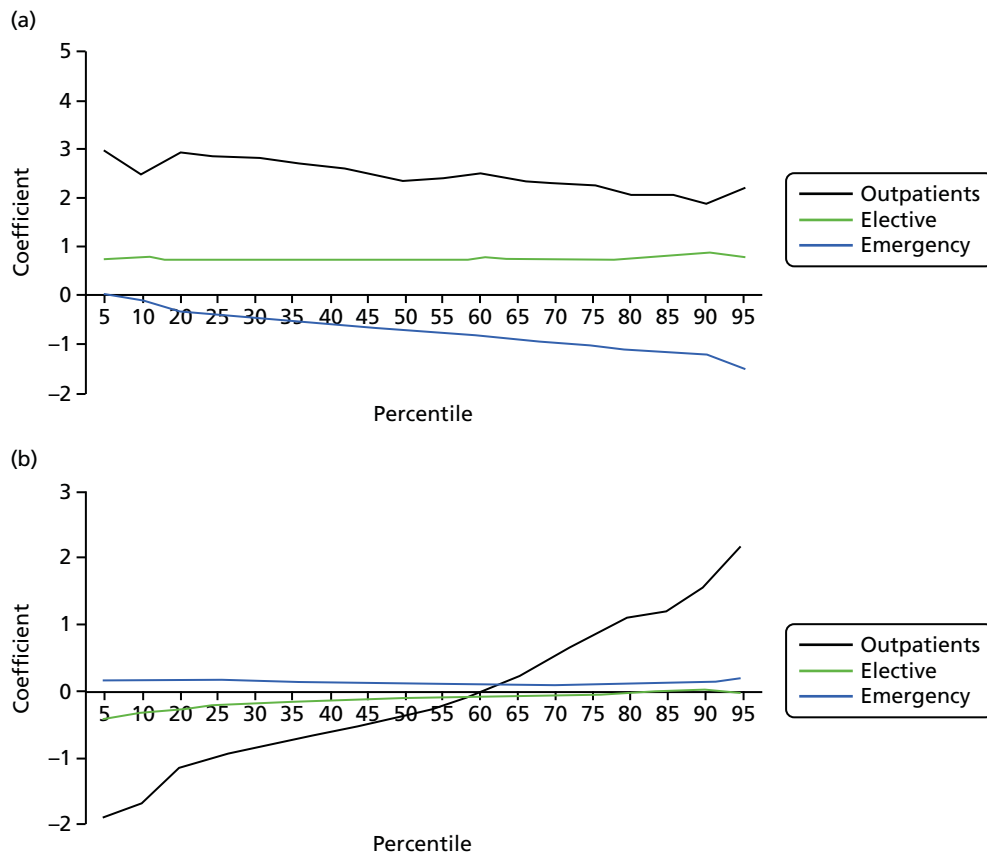 (a)
5
4
3
2
1
0
–1
–2
Coefficient
5 10 20 25 30 35 40 45 50 55 60 65 70 75 80 85 90 95
Percentile
Outpatients
Elective
Emergency
(b)
3
2
1
0
–1
–2
Coefficient
5 10 20 25 30 35 40 45 50 55 60 65 70 75 80 85 90 95
Percentile
Outpatients
Elective
Emergency